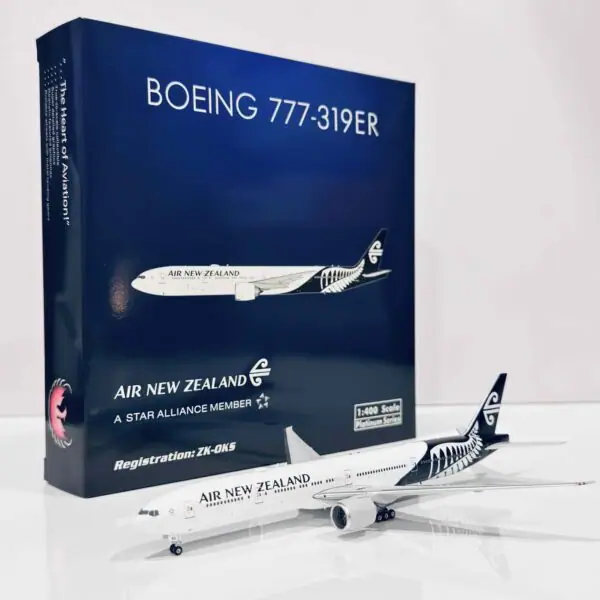 BOEING 777-319ER
AIR NEW ZEALAND
AIR NEW ZEALAND
A STAR ALLIANCE MEMBER
1:400 Scale
Platinum Series
Registration: ZK-OKS
"The Heart of Aviation!"
AIR NEW ZEALAND